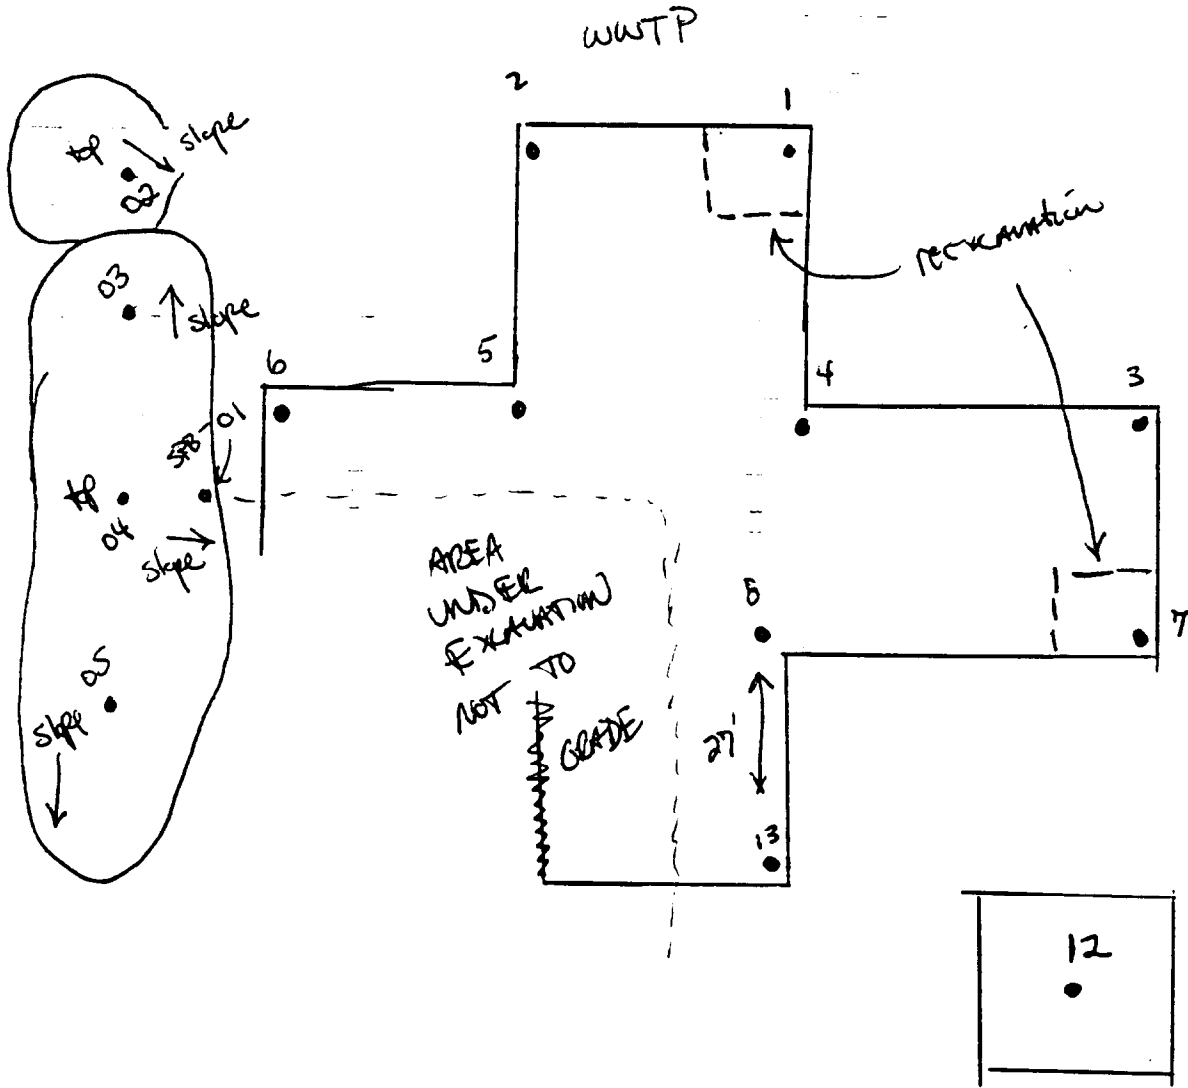 WWTP
2
1
slope
top
02
reexcavation
03
slope
6
5
4
3
SPB-01
top
04
slope
AREA
UNDER
EXCAVATION
NOT TO
GRADE
8
7
05
slope
27'
13
12